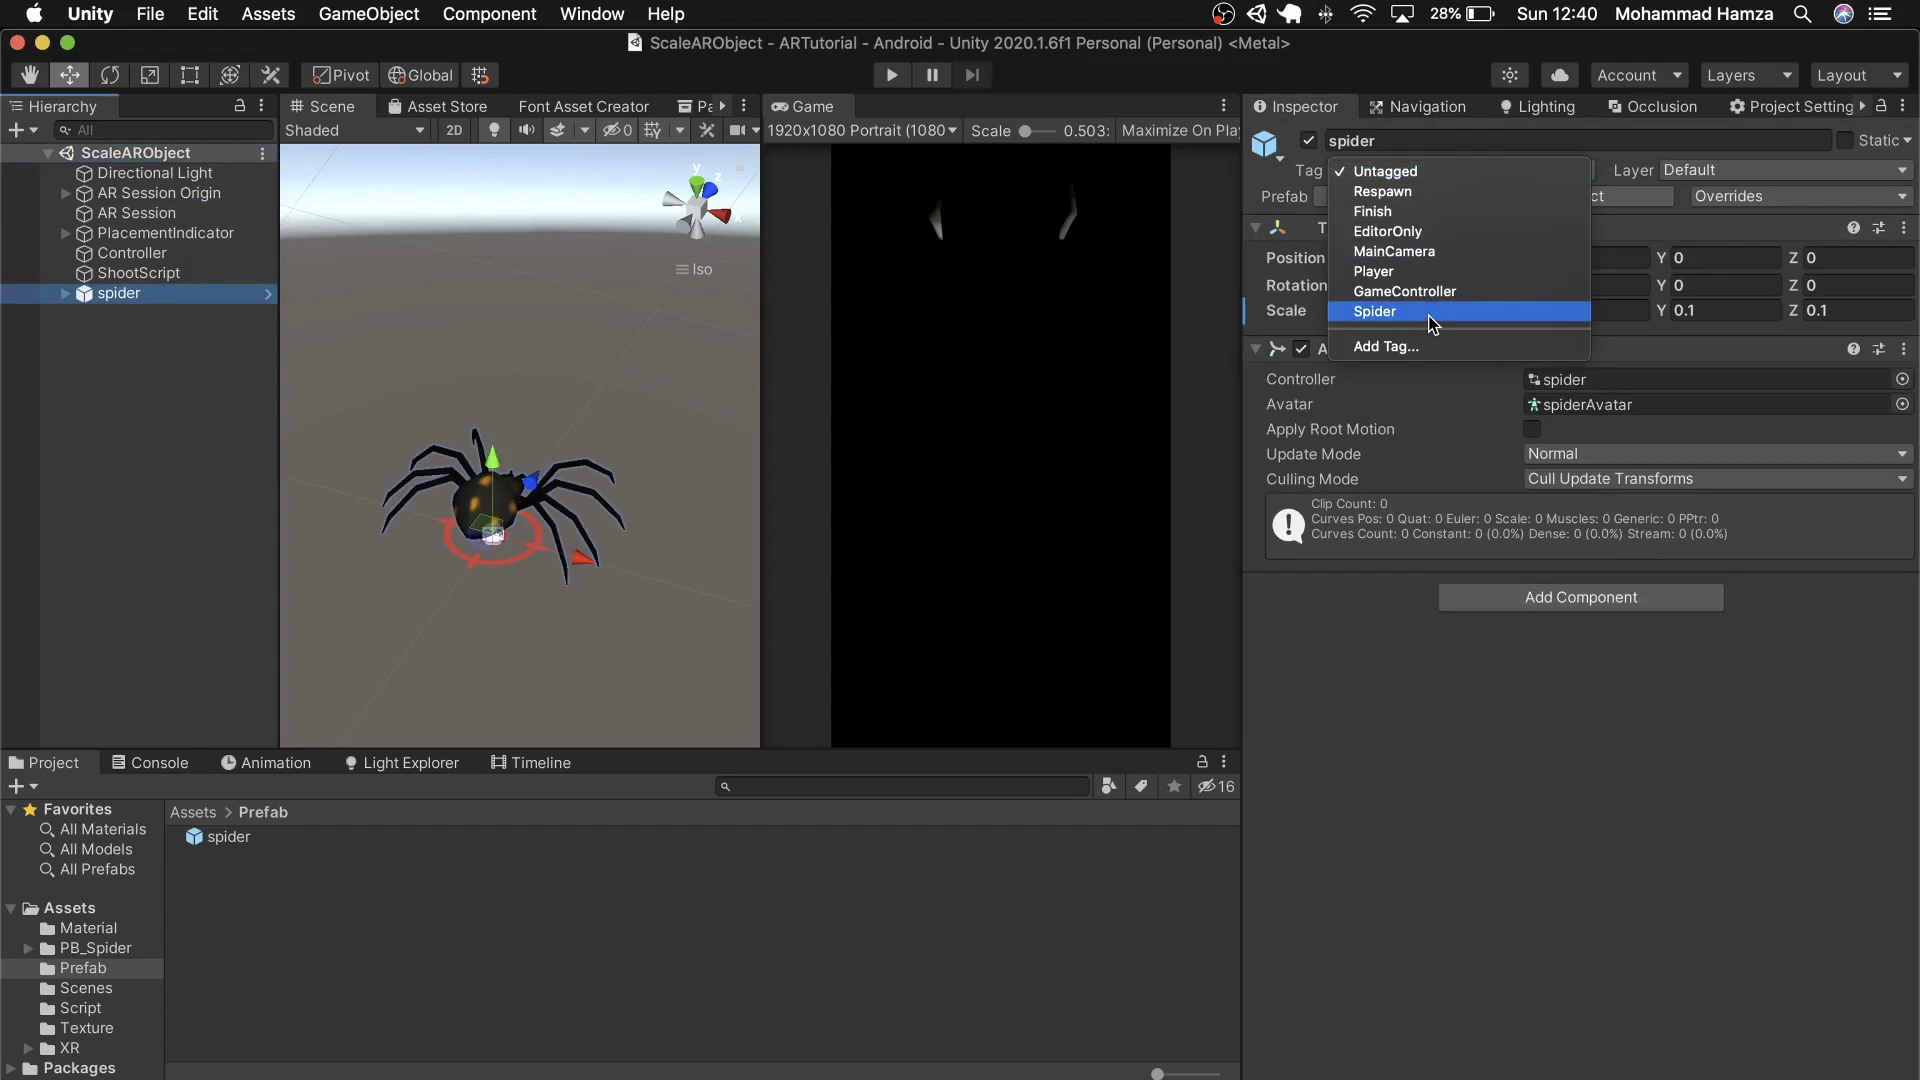 Unity File Edit Assets GameObject Component Window Help 28% Sun 12:40 Mohammad Hamza
ScaleARObject - ARTutorial - Android - Unity 2020.1.6f1 Personal (Personal) <Metal>
Pivot Global Account Layers Layout
Hierarchy
All
ScaleARObject
Directional Light
AR Session Origin
AR Session
PlacementIndicator
Controller
ShootScript
spider
Scene Asset Store Font Asset Creator Pa
Shaded 2D 0
y z x
Iso
Game
1920x1080 Portrait (1080 Scale 0.503: Maximize On Play
Inspector Navigation Lighting Occlusion Project Setting
spider Static
Tag Layer Default
Prefab ct Overrides
Untagged
Respawn
Finish
EditorOnly
MainCamera
Player
GameController
Spider
Add Tag...
T
Position Y 0 Z 0
Rotation Y 0 Z 0
Scale Y 0.1 Z 0.1
A
Controller spider
Avatar spiderAvatar
Apply Root Motion
Update Mode Normal
Culling Mode Cull Update Transforms
Clip Count: 0
Curves Pos: 0 Quat: 0 Euler: 0 Scale: 0 Muscles: 0 Generic: 0 PPtr: 0
Curves Count: 0 Constant: 0 (0.0%) Dense: 0 (0.0%) Stream: 0 (0.0%)
Add Component
Project Console Animation Light Explorer Timeline
16
Favorites
All Materials
All Models
All Prefabs
Assets
Material
PB_Spider
Prefab
Scenes
Script
Texture
XR
Packages
Assets > Prefab
spider